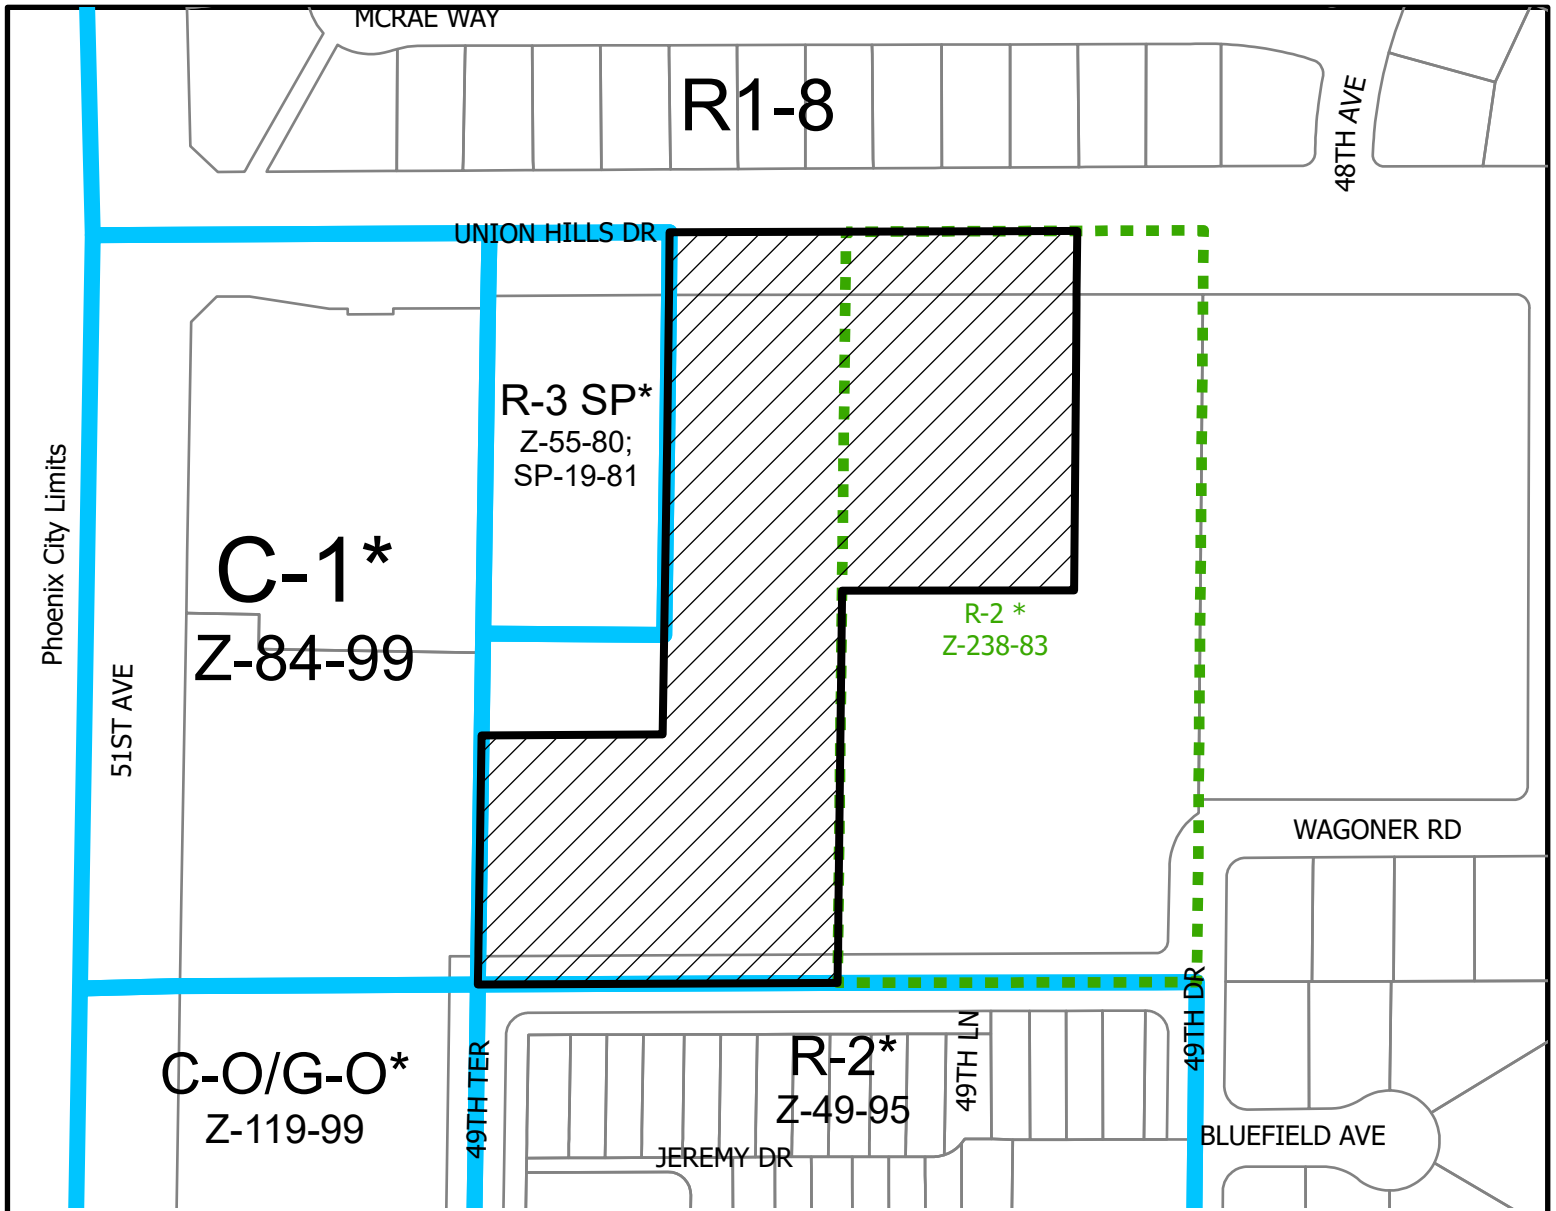 MCRAE WAY
R1-8
48TH AVE
UNION HILLS DR
R-3 SP*
Z-55-80;
SP-19-81
Phoenix City Limits
C-1*
Z-84-99
R-2 *
Z-238-83
51ST AVE
WAGONER RD
C-O/G-O*
Z-119-99
49TH TER
R-2*
Z-49-95
49TH LN
49TH DR
JEREMY DR
BLUEFIELD AVE